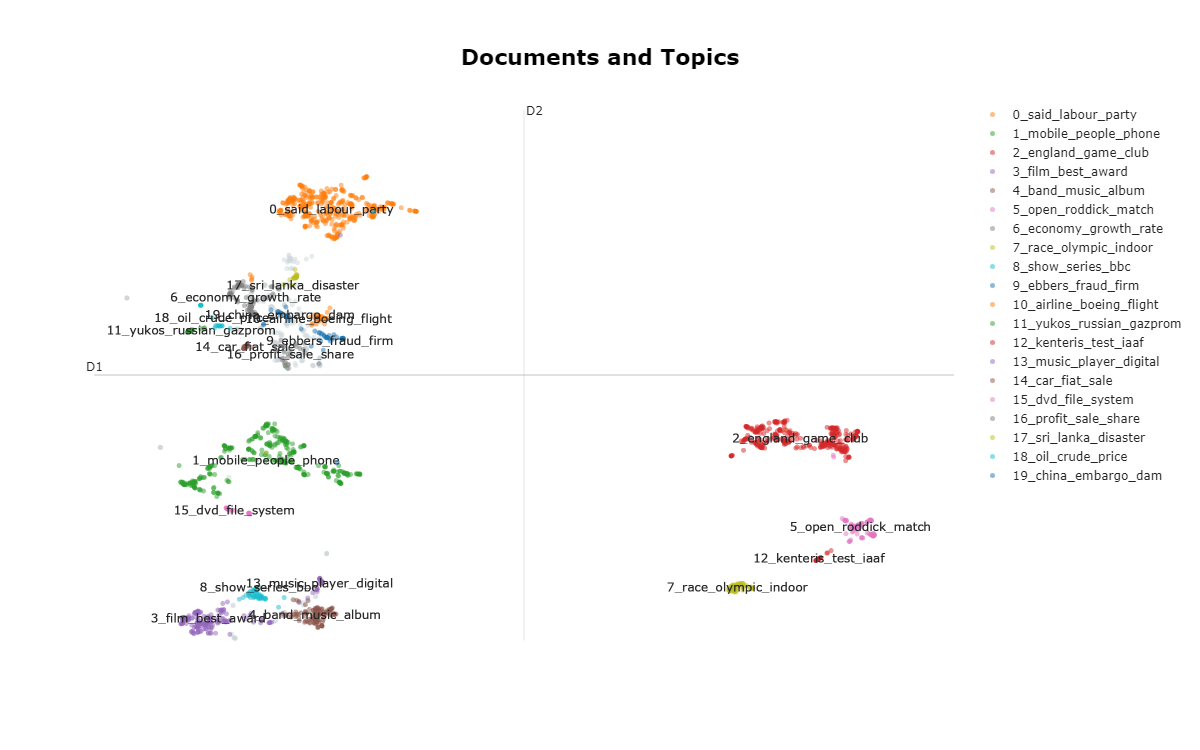 Documents and Topics
D2
D1
0_said_labour_party
17_sri_lanka_disaster
6_economy_growth_rate
19_china_embargo_dam
18_oil_crude_price
10_airline_boeing_flight
11_yukos_russian_gazprom
9_ebbers_fraud_firm
14_car_fiat_sale
16_profit_sale_share
2_england_game_club
1_mobile_people_phone
15_dvd_file_system
5_open_roddick_match
12_kenteris_test_iaaf
13_music_player_digital
8_show_series_bbc
7_race_olympic_indoor
4_band_music_album
3_film_best_award
0_said_labour_party
1_mobile_people_phone
2_england_game_club
3_film_best_award
4_band_music_album
5_open_roddick_match
6_economy_growth_rate
7_race_olympic_indoor
8_show_series_bbc
9_ebbers_fraud_firm
10_airline_boeing_flight
11_yukos_russian_gazprom
12_kenteris_test_iaaf
13_music_player_digital
14_car_fiat_sale
15_dvd_file_system
16_profit_sale_share
17_sri_lanka_disaster
18_oil_crude_price
19_china_embargo_dam